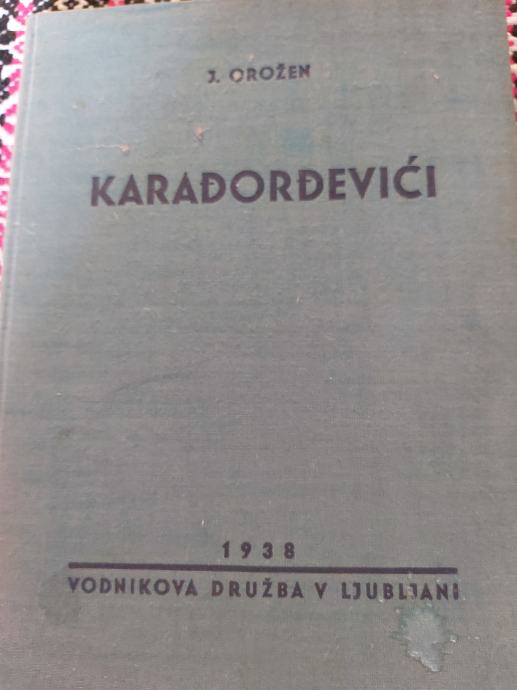 J. OROŽEN
KARAĐORĐEVIĆI
1938
VODNIKOVA DRUŽBA V LJUBLJANI